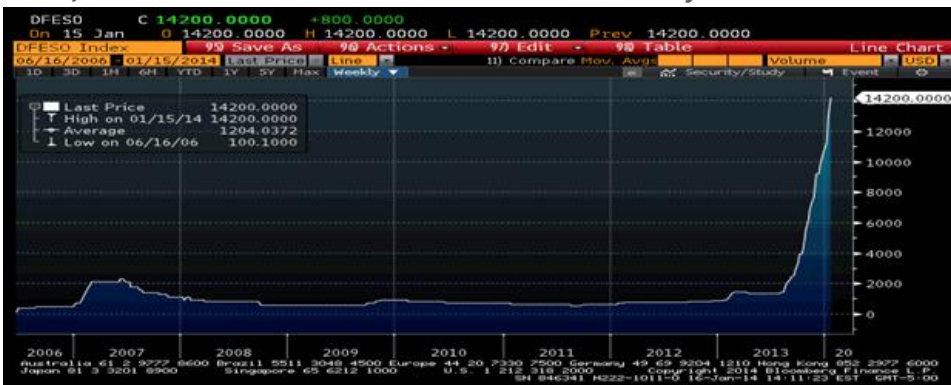 DFESO C 14200.0000 +800.0000
On 15 Jan O 14200.0000 H 14200.0000 L 14200.0000 Prev 14200.0000
DFESO Index 95) Save As 96) Actions 97) Edit 98) Table Line Chart
06/16/2006 - 01/15/2014 Last Price Line 11) Compare Mov. Avgs Volume USD
1D 3D 1M 6M YTD 1Y 5Y Max Weekly Security/Study Event
14200.0000
Last Price 14200.0000
High on 01/15/14 14200.0000
Average 1204.0372
Low on 06/16/06 100.1000
12000
10000
8000
6000
4000
2000
0
2006 2007 2008 2009 2010 2011 2012 2013 20
Australia 61 2 9777 8600 Brazil 5511 3048 4500 Europe 44 20 7330 7500 Germany 49 69 9204 1210 Hong Kong 852 2977 6000
Japan 81 3 3201 8900 Singapore 65 6212 1000 U.S. 1 212 318 2000 Copyright 2014 Bloomberg Finance L.P.
SN 846341 H222-1011-0 16-Jan-14 14:11:23 EST GMT-5:00